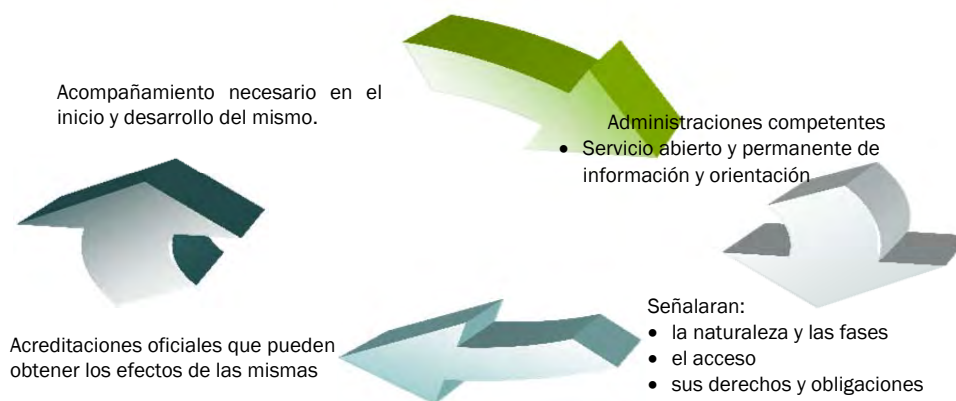 Acompañamiento necesario en el
inicio y desarrollo del mismo.
Administraciones competentes
• Servicio abierto y permanente de
información y orientación
Señalaran:
• la naturaleza y las fases
• el acceso
• sus derechos y obligaciones
Acreditaciones oficiales que pueden
obtener los efectos de las mismas